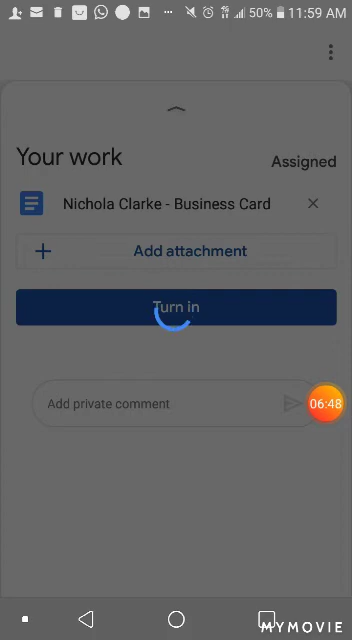 50% 11:59 AM
Your work
Assigned
Nichola Clarke - Business Card
Add attachment
Turn in
Add private comment
06:48
MYMOVIE